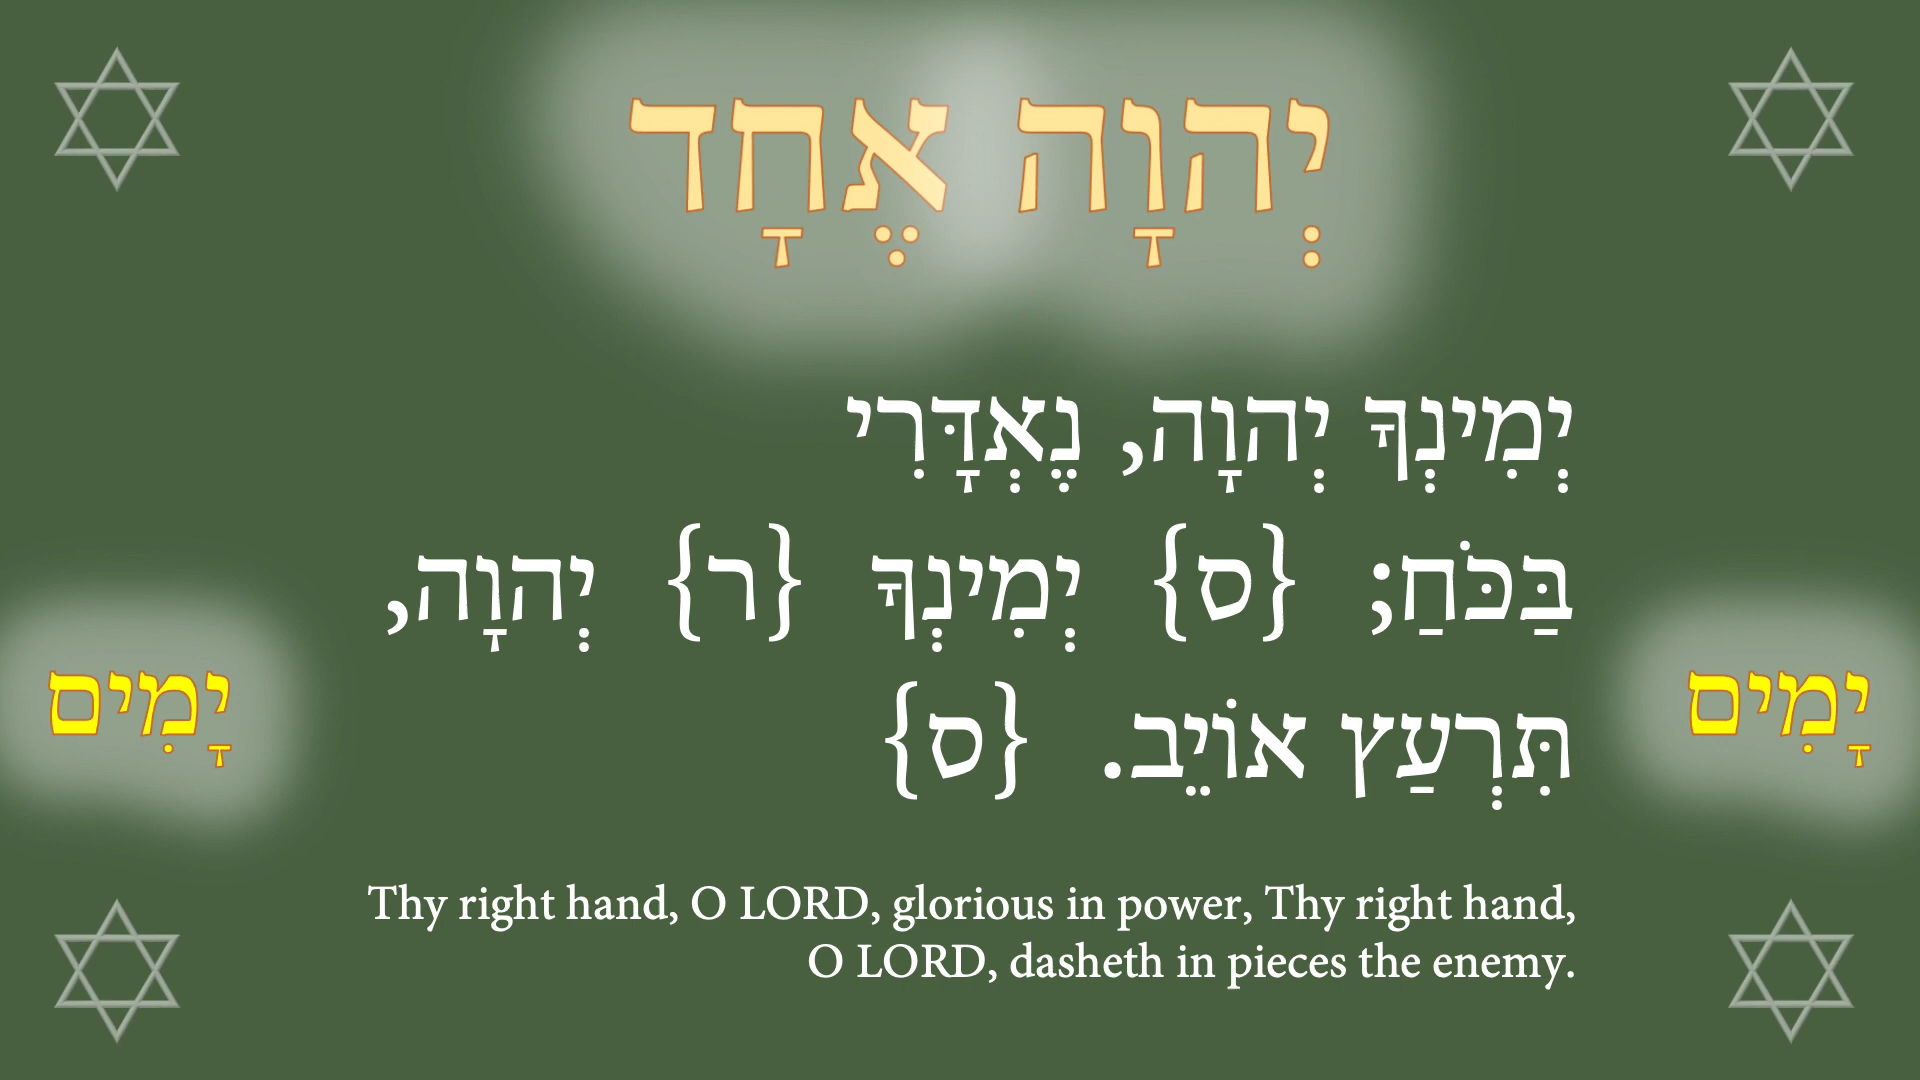 יְהוָה אֶחָד
יְמִינְךָ יְהוָה, נֶאְדָּרִי
בַּכֹּחַ; {ס} יְמִינְךָ {ר} יְהוָה,
תִּרְעַץ אוֹיֵב. {ס}
יָמִים
יָמִים
Thy right hand, O LORD, glorious in power, Thy right hand,
O LORD, dasheth in pieces the enemy.